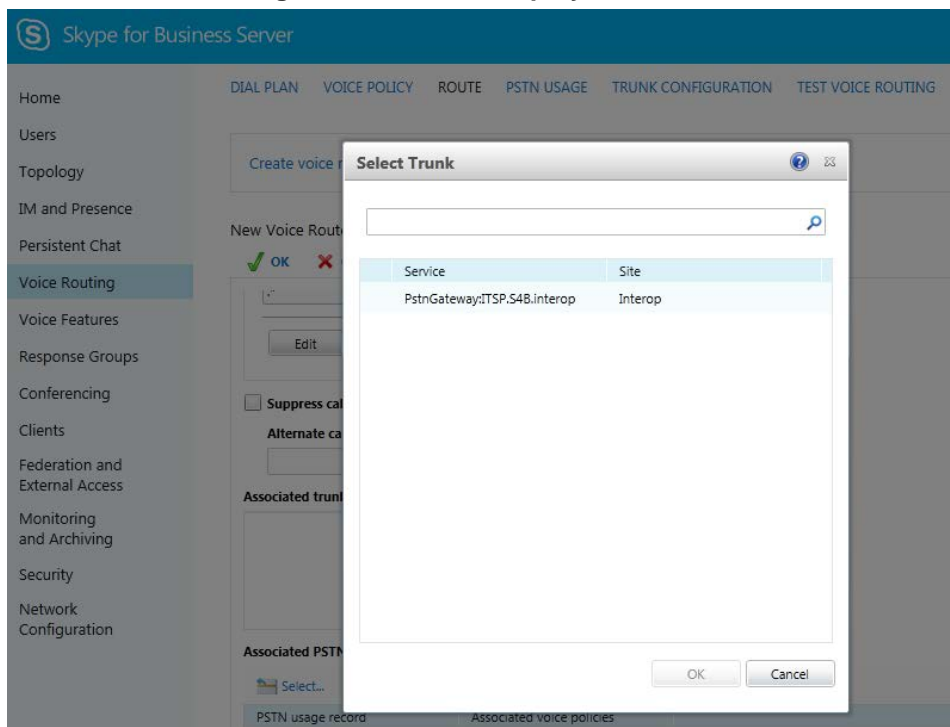 Skype for Business Server
Home
Users
Topology
IM and Presence
Persistent Chat
Voice Routing
Voice Features
Response Groups
Conferencing
Clients
Federation and
External Access
Monitoring
and Archiving
Security
Network
Configuration
DIAL PLAN VOICE POLICY ROUTE PSTN USAGE TRUNK CONFIGURATION TEST VOICE ROUTING
Create voice r
New Voice Rout
OK
Edit
Suppress cal
Alternate ca
Associated trunk
Associated PSTN
Select...
PSTN usage record Associated voice policies
Select Trunk
Service Site
PstnGateway:ITSP.S4B.interop Interop
OK Cancel